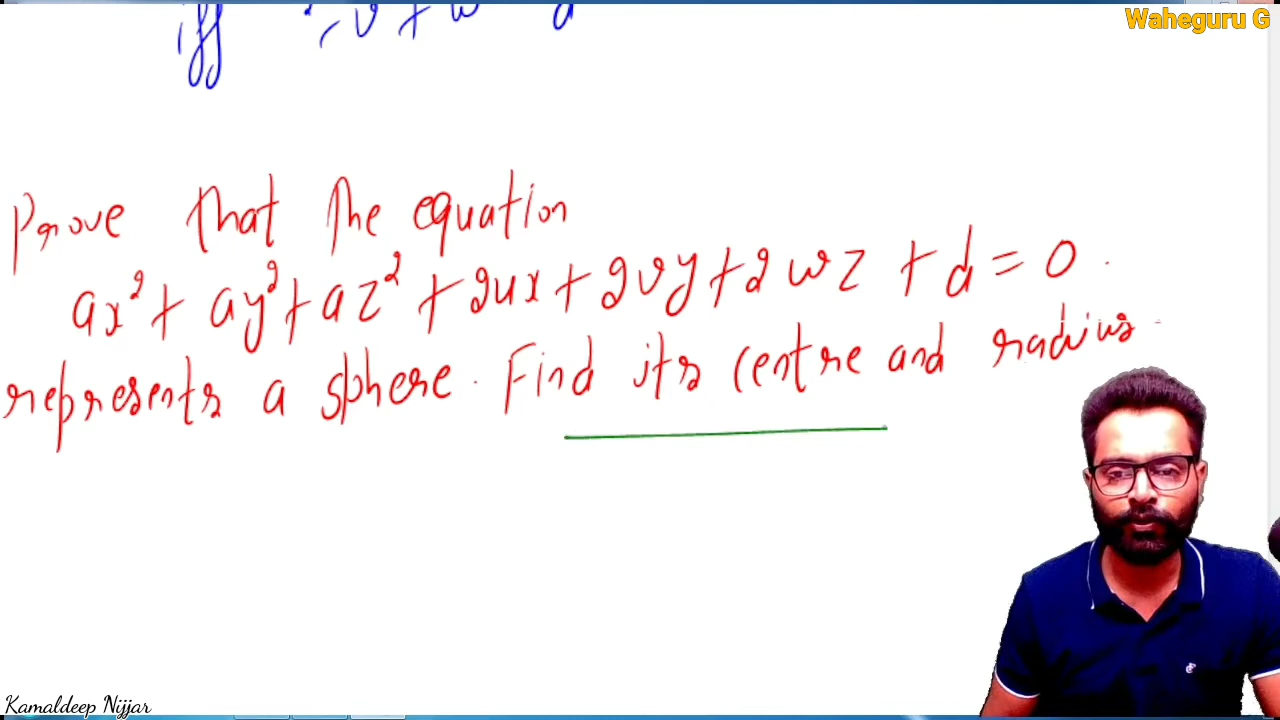 Waheguru G
iff
Prove that the equation
ax² + ay² + az² + 2ux + 2vy + 2wz + d = 0.
represents a sphere. Find its centre and radius.
Kamaldeep Nijjar